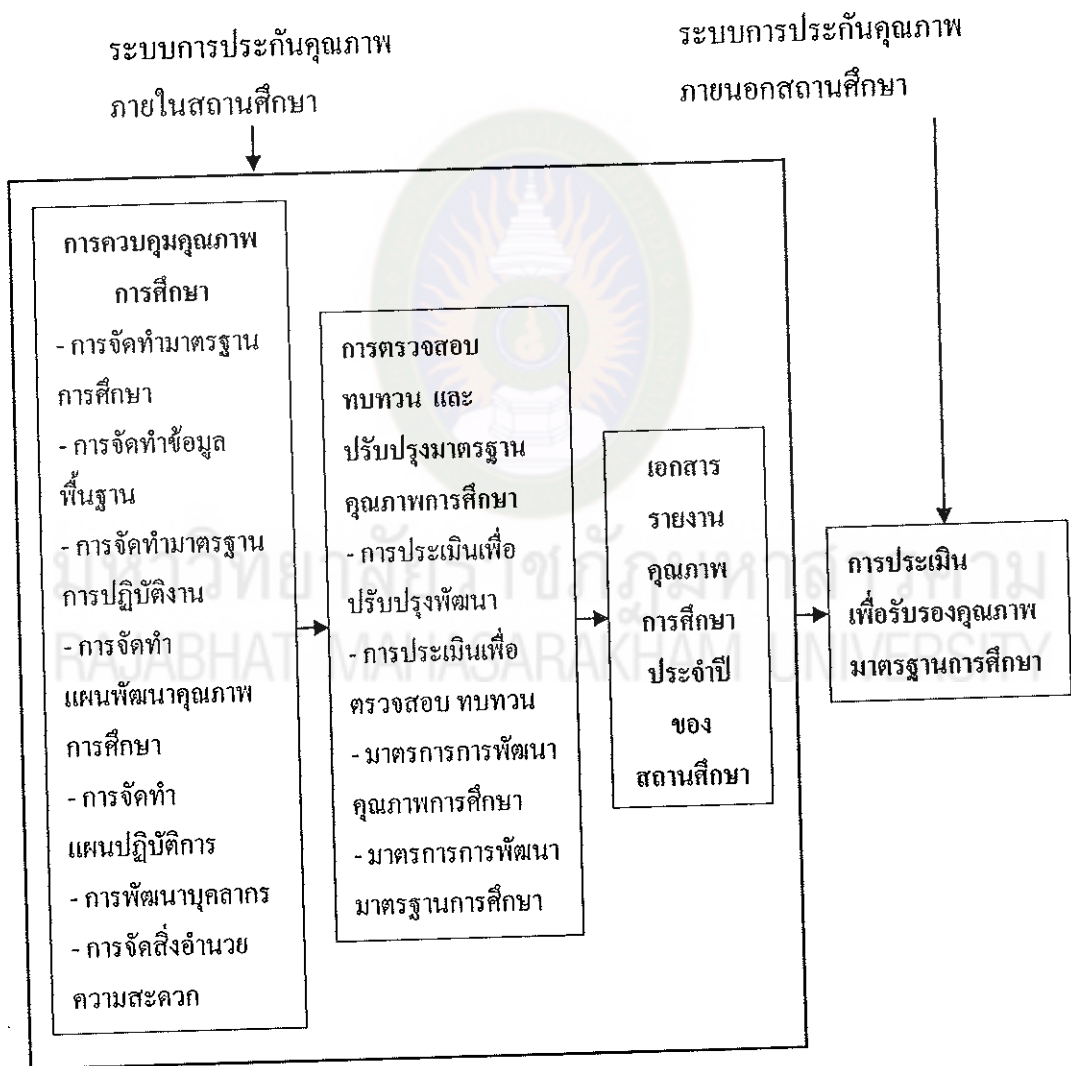 ระบบการประกันคุณภาพ
ภายในสถานศึกษา
ระบบการประกันคุณภาพ
ภายนอกสถานศึกษา
การควบคุมคุณภาพ
การศึกษา
- การจัดทำมาตรฐาน
การศึกษา
- การจัดทำข้อมูล
พื้นฐาน
- การจัดทำมาตรฐาน
การปฏิบัติงาน
- การจัดทำ
แผนพัฒนาคุณภาพ
การศึกษา
- การจัดทำ
แผนปฏิบัติการ
- การพัฒนาบุคลากร
- การจัดสิ่งอำนวย
ความสะดวก
การตรวจสอบ
ทบทวน และ
ปรับปรุงมาตรฐาน
คุณภาพการศึกษา
- การประเมินเพื่อ
ปรับปรุงพัฒนา
- การประเมินเพื่อ
ตรวจสอบ ทบทวน
- มาตรการการพัฒนา
คุณภาพการศึกษา
- มาตรการการพัฒนา
มาตรฐานการศึกษา
เอกสาร
รายงาน
คุณภาพ
การศึกษา
ประจำปี
ของ
สถานศึกษา
การประเมิน
เพื่อรับรองคุณภาพ
มาตรฐานการศึกษา
มหาวิทยาลัยราชภัฏมหาสารคาม
RAJABHAT MAHASARAKHAM UNIVERSITY